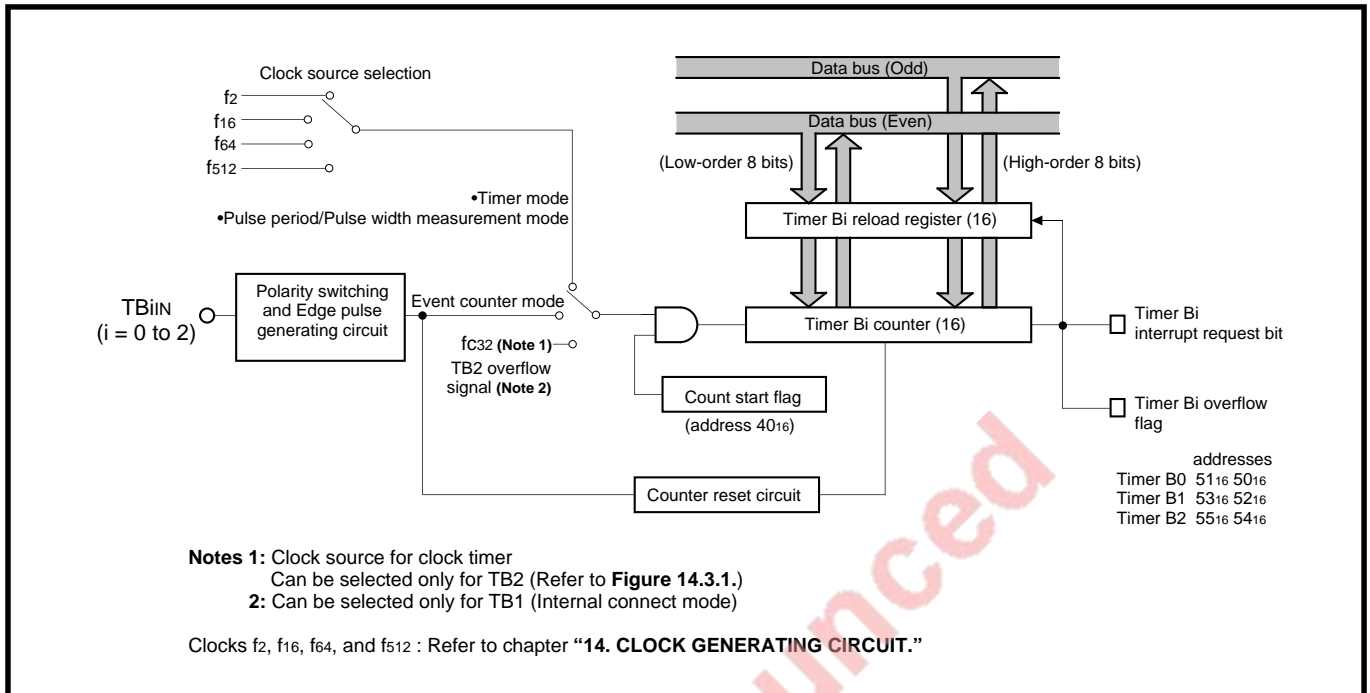 Clock source selection
f2
f16
f64
f512
Data bus (Odd)
Data bus (Even)
(Low-order 8 bits)
(High-order 8 bits)
•Timer mode
•Pulse period/Pulse width measurement mode
Timer Bi reload register (16)
TBiIN
(i = 0 to 2)
Polarity switching
and Edge pulse
generating circuit
Event counter mode
fC32 (Note 1)
TB2 overflow
signal (Note 2)
Timer Bi counter (16)
Timer Bi
interrupt request bit
Count start flag
(address 4016)
Timer Bi overflow
flag
Counter reset circuit
addresses
Timer B0 5116 5016
Timer B1 5316 5216
Timer B2 5516 5416
Notes 1: Clock source for clock timer
Can be selected only for TB2 (Refer to Figure 14.3.1.)
2: Can be selected only for TB1 (Internal connect mode)
Clocks f2, f16, f64, and f512 : Refer to chapter “14. CLOCK GENERATING CIRCUIT.”
unced